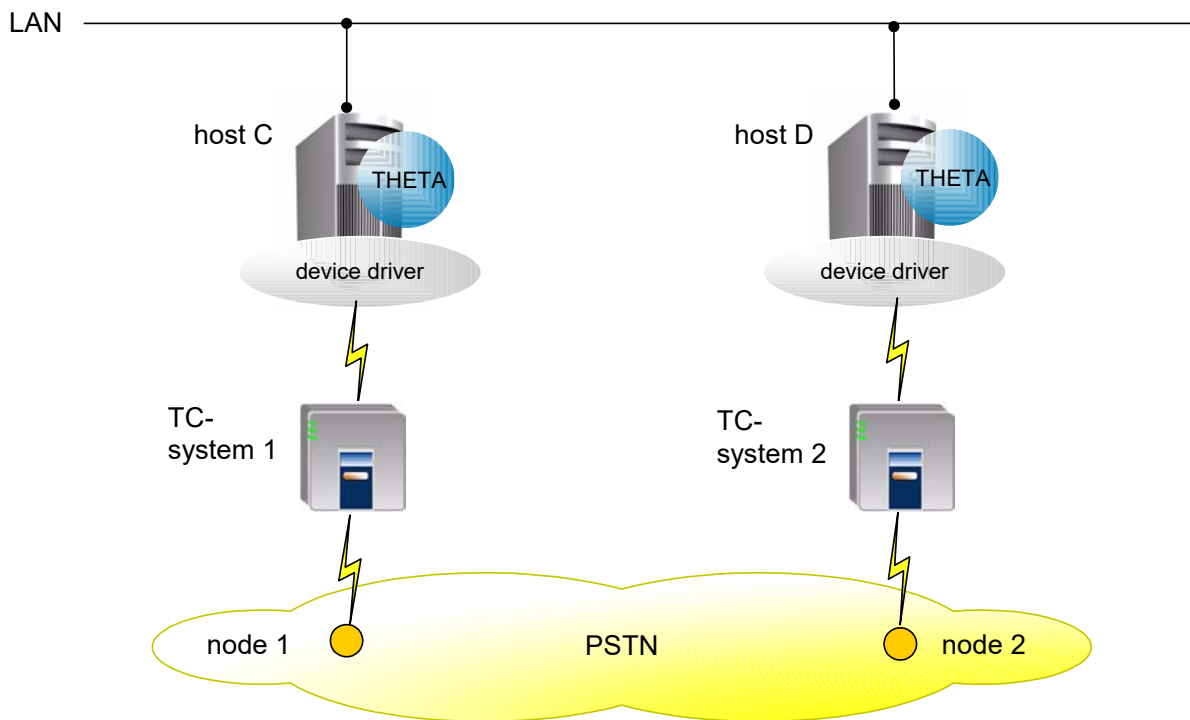 LAN
host C
host D
THETA
THETA
device driver
device driver
TC-
system 1
TC-
system 2
node 1
PSTN
node 2